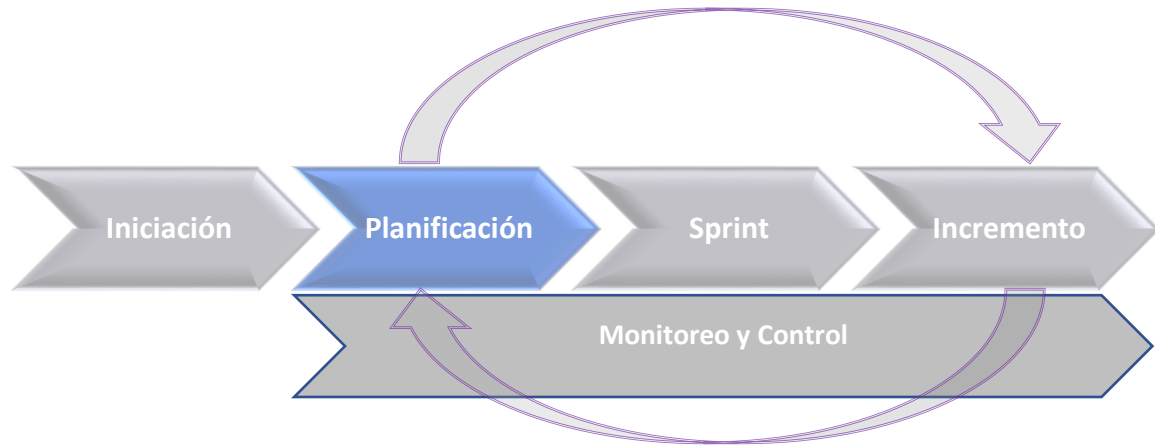 Iniciación
Planificación
Sprint
Incremento
Monitoreo y Control